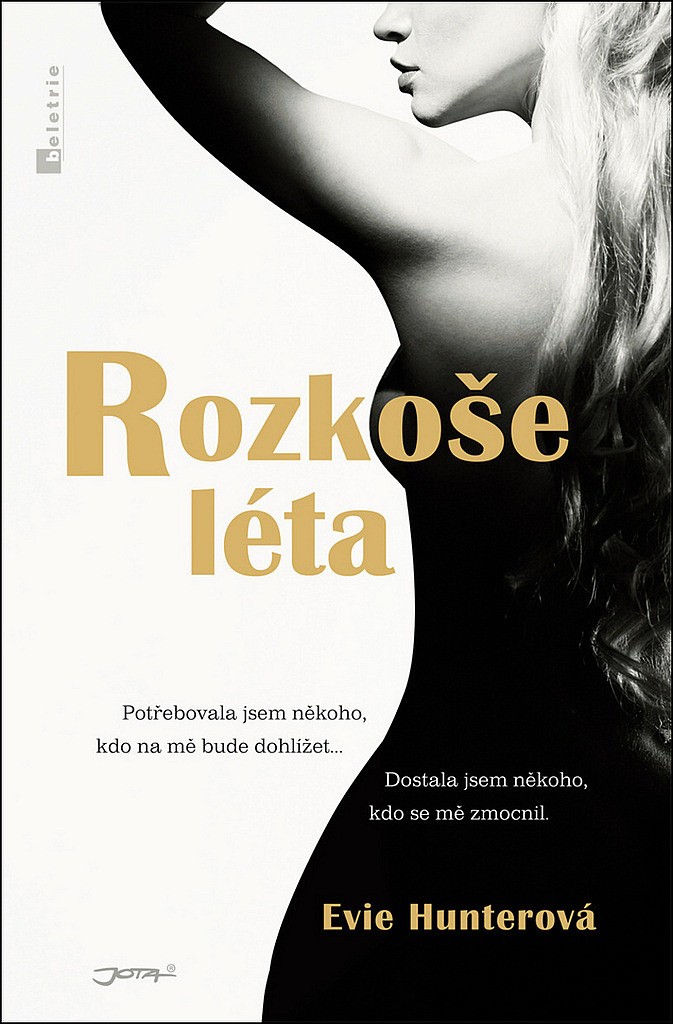 beletrie
Rozkoše
léta
Potřebovala jsem někoho,
kdo na mě bude dohlížet...
Dostala jsem někoho,
kdo se mě zmocnil.
Evie Hunterová
JOTA®